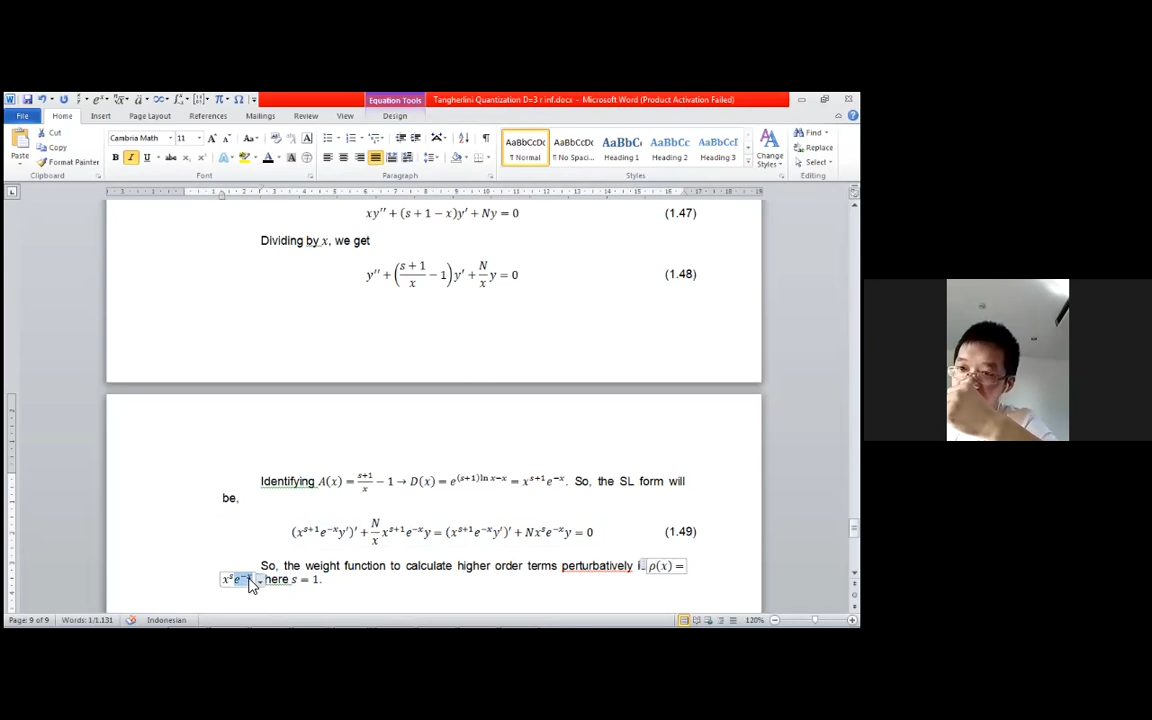 Equation Tools Tangherlini Quantization D=3 r inf.docx - Microsoft Word (Product Activation Failed)
File Home Insert Page Layout References Mailings Review View Design
Cut
Copy
Format Painter
Paste
Clipboard
Cambria Math 11
Font
Paragraph
AaBbCcDc AaBbCcDc AaBbC AaBbCc AaBbCcI
¶ Normal ¶ No Spaci... Heading 1 Heading 2 Heading 3
Change Styles
Styles
Find
Replace
Select
Editing
xy′′ + (s + 1 − x)y′ + Ny = 0 (1.47)
Dividing by x, we get
y′′ + ((s + 1)/x − 1)y′ + N/x y = 0 (1.48)
Identifying A(x) = (s+1)/x − 1 → D(x) = e^{(s+1) ln x−x} = x^{s+1}e^{−x}. So, the SL form will
be,
(x^{s+1}e^{−x}y′)′ + N/x x^{s+1}e^{−x}y = (x^{s+1}e^{−x}y′)′ + Nx^s e^{−x}y = 0 (1.49)
So, the weight function to calculate higher order terms perturbatively ρ(x) =
x^s e^{−x} here s = 1.
Page: 9 of 9 Words: 1/1.131 Indonesian 120%